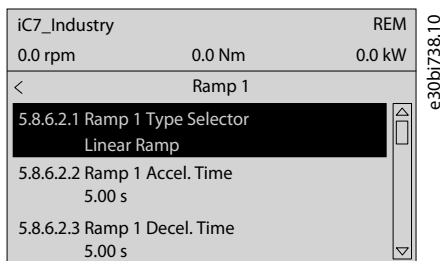 iC7_Industry REM
0.0 rpm 0.0 Nm 0.0 kW
< Ramp 1
5.8.6.2.1 Ramp 1 Type Selector
Linear Ramp
5.8.6.2.2 Ramp 1 Accel. Time
5.00 s
5.8.6.2.3 Ramp 1 Decel. Time
5.00 s
e30bi738.10